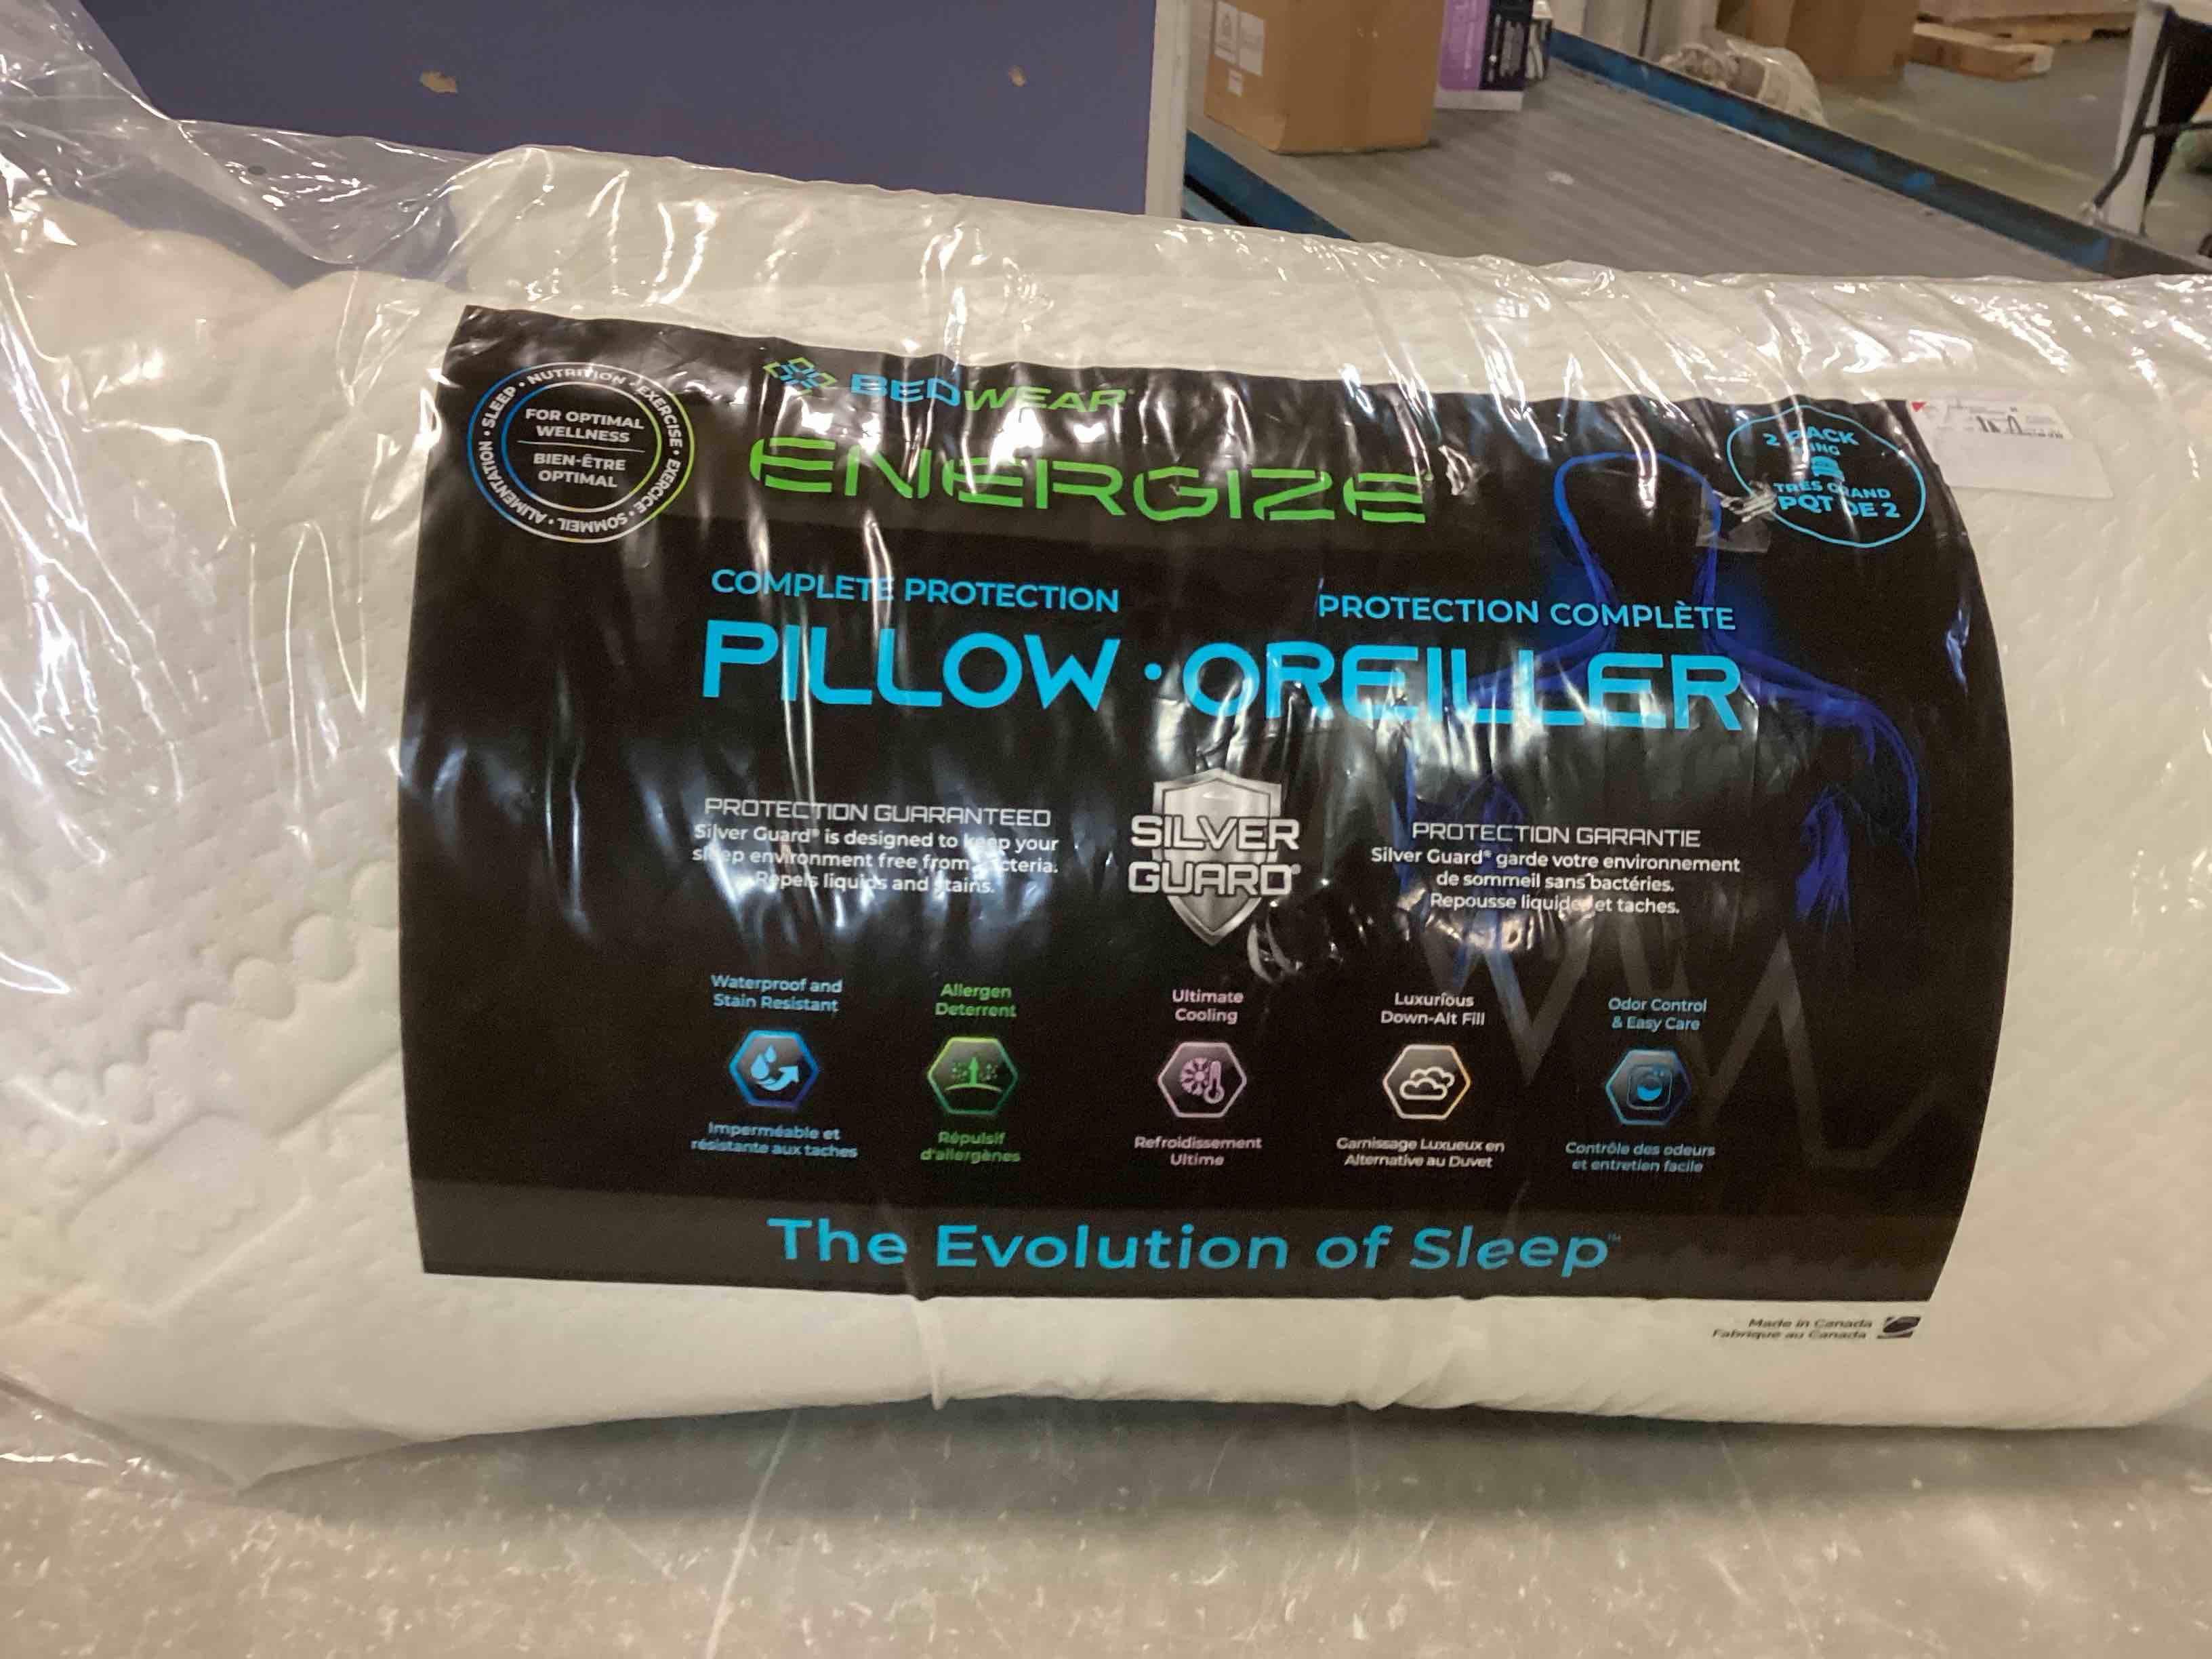 SLEEP • NUTRITION • EXERCISE • EXERCICE • SOMMEIL • ALIMENTATION •
FOR OPTIMAL
WELLNESS
BIEN-ÊTRE
OPTIMAL
BEDWEAR
ENERGIZE
2 PACK
KING
TRÈS GRAND
PQT DE 2
COMPLETE PROTECTION
PROTECTION COMPLÈTE
PILLOW • OREILLER
PROTECTION GUARANTEED
Silver Guard® is designed to keep your
sleep environment free from bacteria.
Repels liquids and stains.
SILVER
GUARD®
PROTECTION GARANTIE
Silver Guard® garde votre environnement
de sommeil sans bactéries.
Repousse liquides et taches.
Waterproof and
Stain Resistant
Imperméable et
résistante aux taches
Allergen
Deterrent
Répulsif
d'allergènes
Ultimate
Cooling
Refroidissement
Ultime
Luxurious
Down-Alt Fill
Garnissage Luxueux en
Alternative au Duvet
Odor Control
& Easy Care
Contrôle des odeurs
et entretien facile
The Evolution of Sleep™
Made in Canada
Fabriqué au Canada